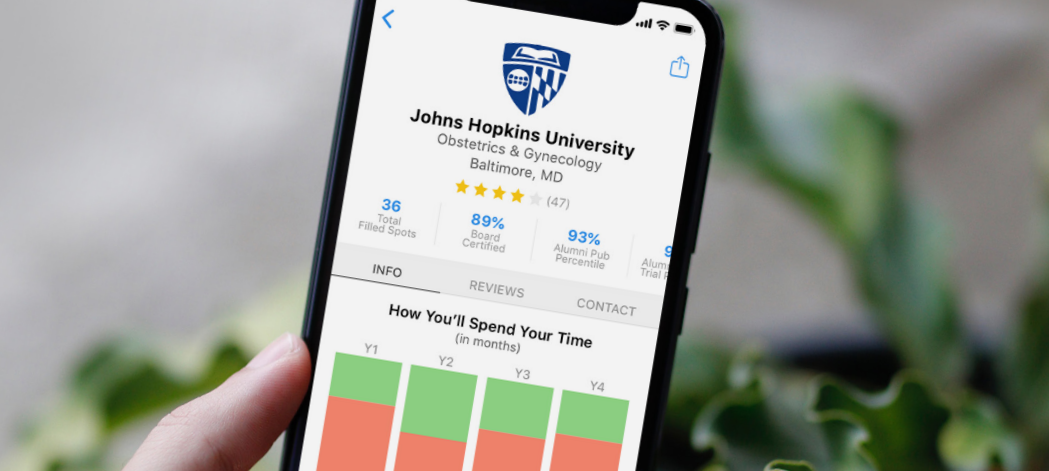 Johns Hopkins University
Obstetrics & Gynecology
Baltimore, MD
(47)
36
Total
Filled Spots
89%
Board
Certified
93%
Alumni Pub
Percentile
INFO
REVIEWS
CONTACT
How You'll Spend Your Time
(in months)
Y1
Y2
Y3
Y4